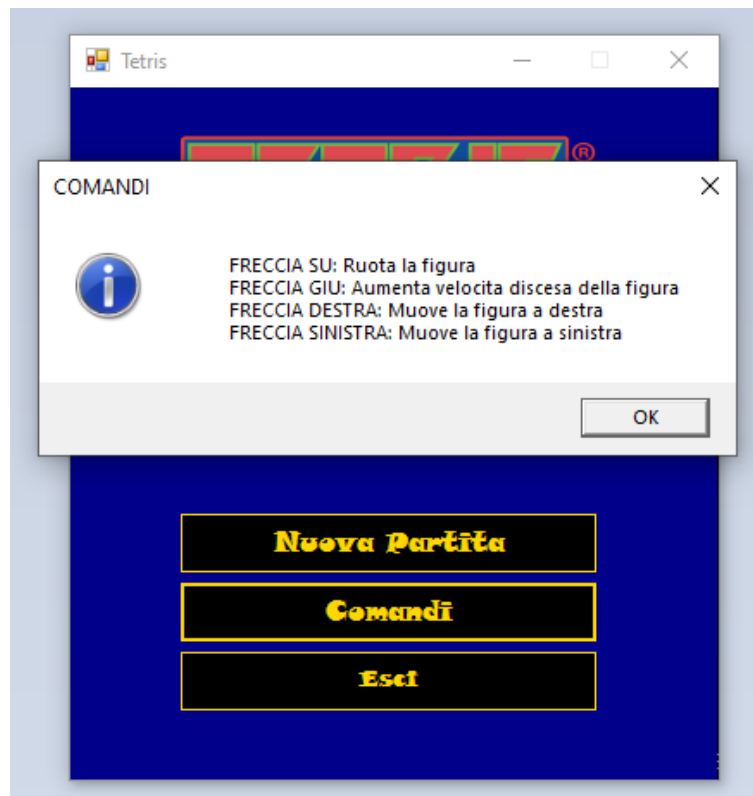 Tetris
®
COMANDI
FRECCIA SU: Ruota la figura
FRECCIA GIU: Aumenta velocita discesa della figura
FRECCIA DESTRA: Muove la figura a destra
FRECCIA SINISTRA: Muove la figura a sinistra
OK
Nuova Partita
Comandi
Esci